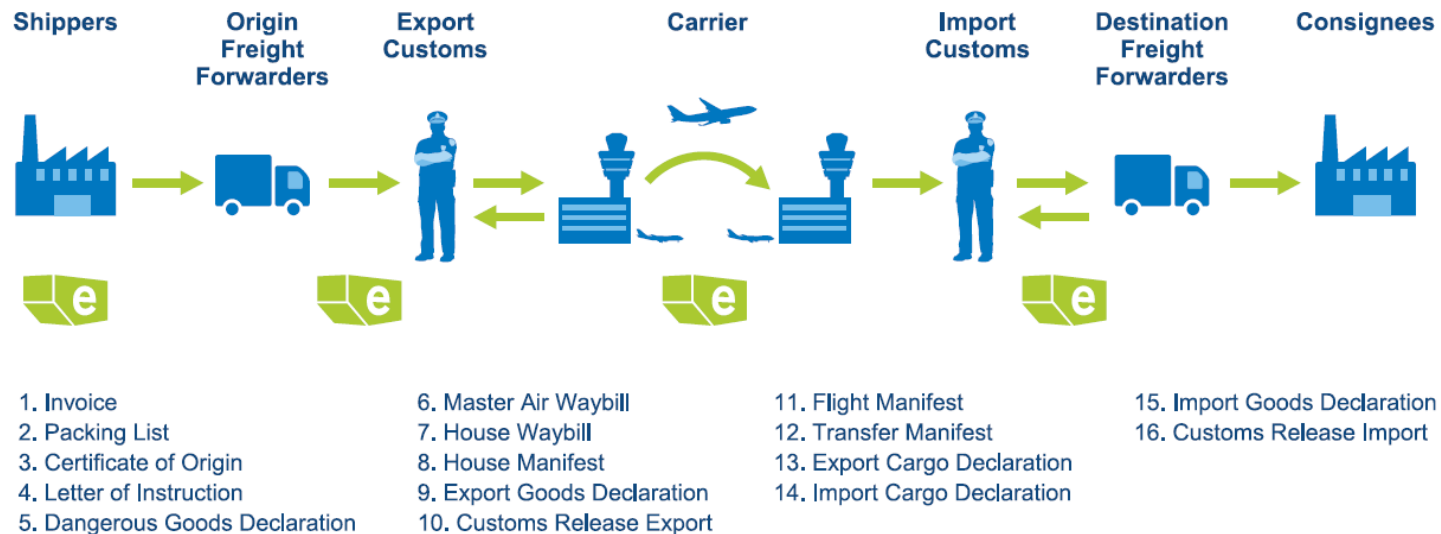 Shippers
Origin
Freight
Forwarders
Export
Customs
Carrier
Import
Customs
Destination
Freight
Forwarders
Consignees
e
e
e
e
1. Invoice
2. Packing List
3. Certificate of Origin
4. Letter of Instruction
5. Dangerous Goods Declaration
6. Master Air Waybill
7. House Waybill
8. House Manifest
9. Export Goods Declaration
10. Customs Release Export
11. Flight Manifest
12. Transfer Manifest
13. Export Cargo Declaration
14. Import Cargo Declaration
15. Import Goods Declaration
16. Customs Release Import